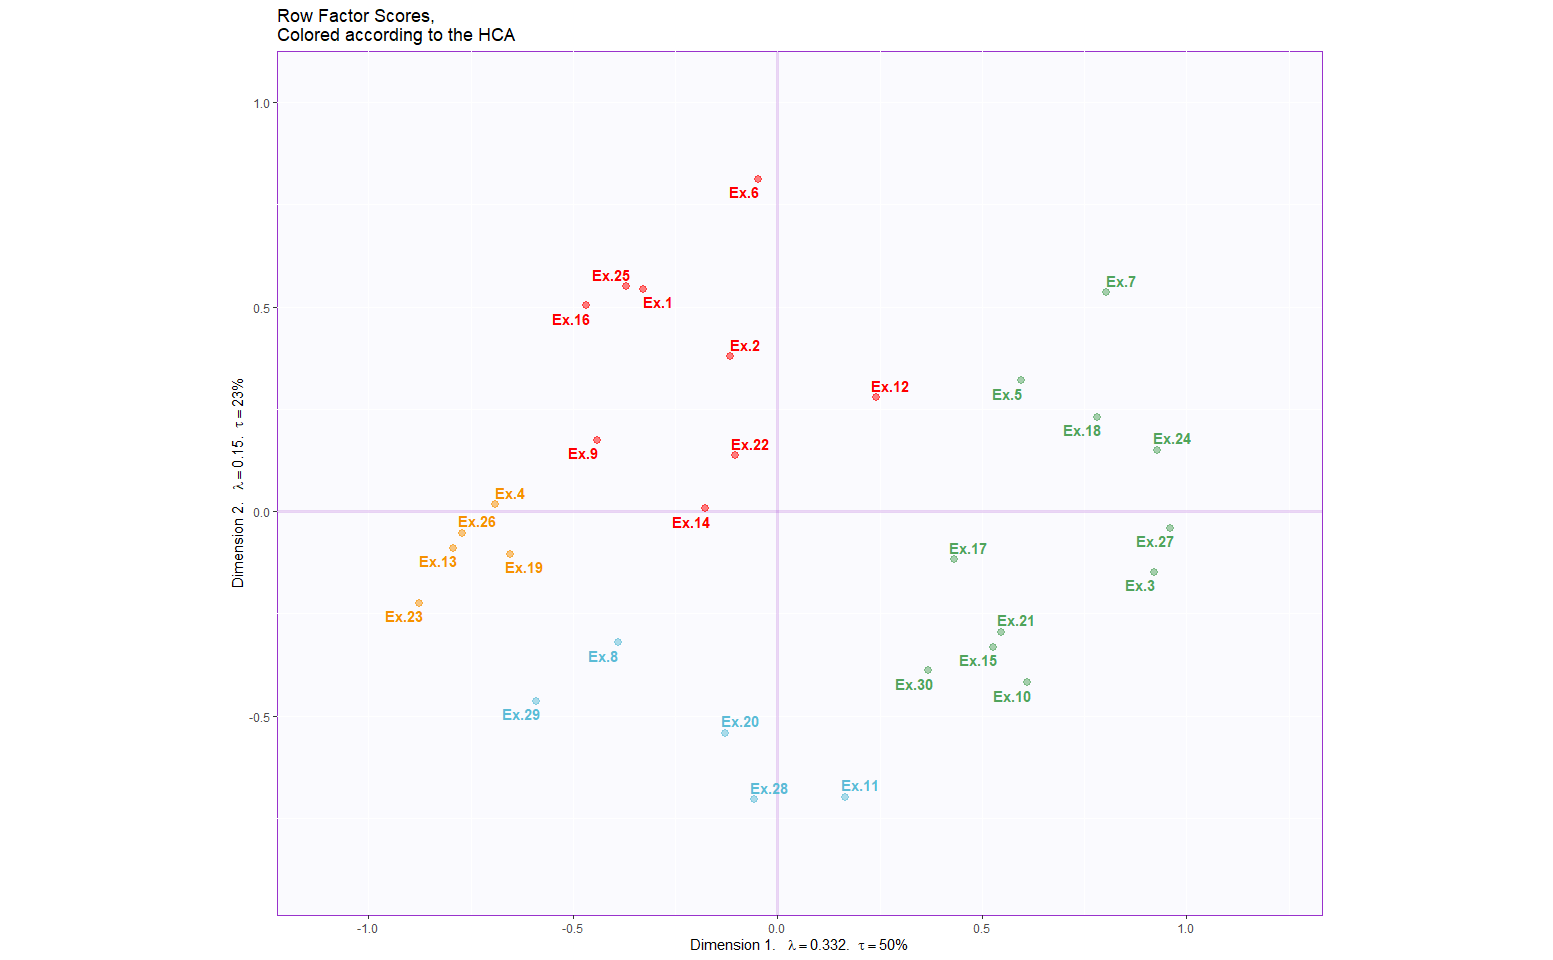 Row Factor Scores,
Colored according to the HCA
1.0
Ex.6
Ex.25
Ex.7
Ex.1
0.5
Ex.16
Ex.2
Ex.12
Ex.5
Ex.18
Ex.24
Ex.22
Ex.9
Ex.4
0.0
Ex.26
Ex.14
Ex.27
Ex.17
Ex.13
Ex.19
Ex.3
Ex.23
Ex.21
Ex.8
Ex.15
Ex.30
Ex.10
-0.5
Ex.29
Ex.20
Ex.28
Ex.11
Dimension 2. λ = 0.15. τ = 23%
-1.0 -0.5 0.0 0.5 1.0
Dimension 1. λ = 0.332. τ = 50%